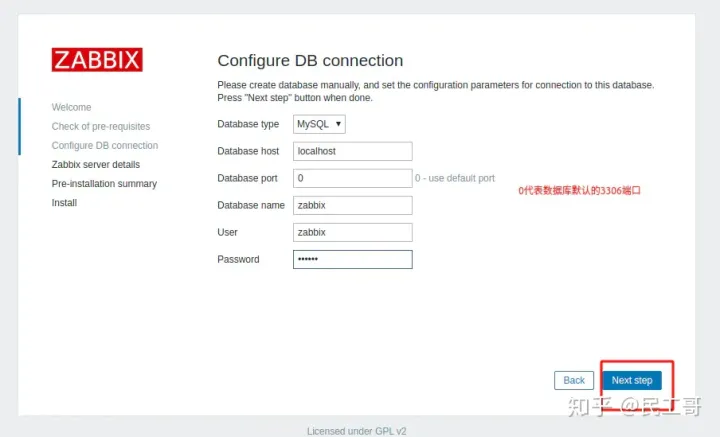 ZABBIX
Welcome
Check of pre-requisites
Configure DB connection
Zabbix server details
Pre-installation summary
Install
Configure DB connection
Please create database manually, and set the configuration parameters for connection to this database.
Press "Next step" button when done.
Database type MySQL ▼
Database host localhost
Database port 0 0 - use default port
0代表数据库默认的3306端口
Database name zabbix
User zabbix
Password ••••••
Back Next step
知乎 @民工哥
Licensed under GPL v2